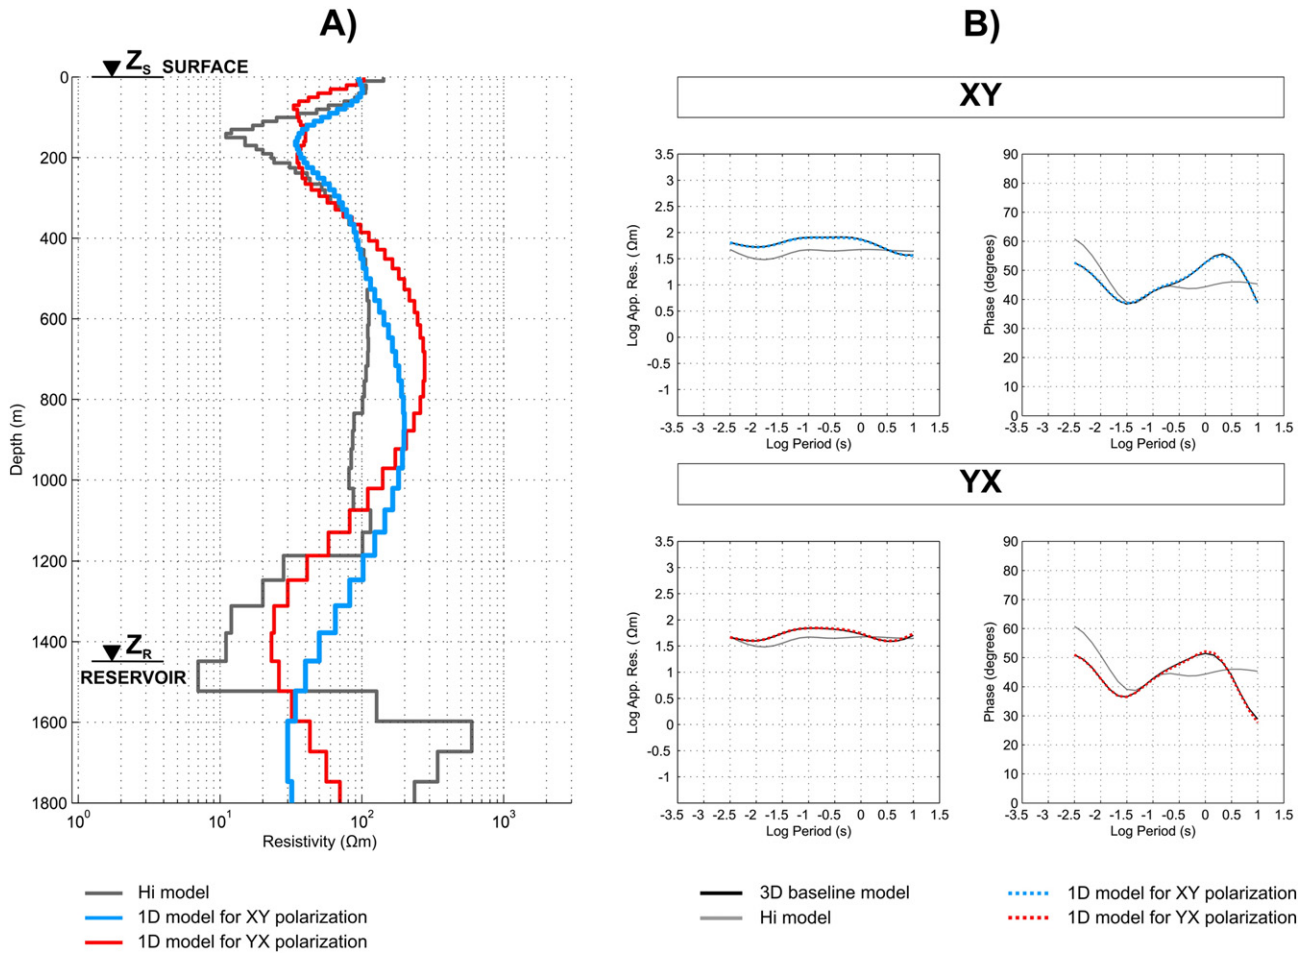 A)
B)
Z_S SURFACE
0
200
400
600
800
1000
1200
1400
1600
1800
Depth (m)
Z_R
RESERVOIR
10^0
10^1
10^2
10^3
Resistivity (Ωm)
Hi model
1D model for XY polarization
1D model for YX polarization
XY
3.5
3
2.5
2
1.5
1
0.5
0
-0.5
-1
Log App. Res. (Ωm)
-3.5 -2.5 -2 -1.5 -1 -0.5 0 0.5 1 1.5
Log Period (s)
90
80
70
60
50
40
30
20
10
0
Phase (degrees)
-3.5 -3 -2.5 -2 -1.5 -1 -0.5 0 0.5 1 1.5
Log Period (s)
YX
3.5
3
2.5
2
1.5
1
0.5
0
-0.5
-1
Log App. Res. (Ωm)
-3.5 -2.5 -2 -1.5 -1 -0.5 0 0.5 1 1.5
Log Period (s)
90
80
70
60
50
40
30
20
10
0
Phase (degrees)
-3.5 -3 -2.5 -2 -1.5 -1 -0.5 0 0.5 1 1.5
Log Period (s)
3D baseline model
Hi model
1D model for XY polarization
1D model for YX polarization